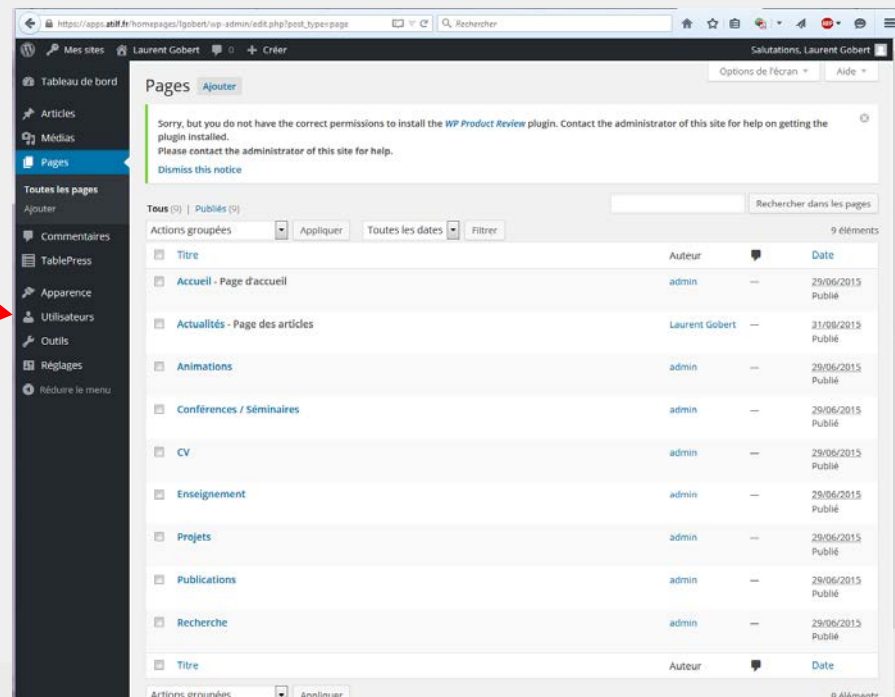 https://apps.atilf.fr/homepages/lgobert/wp-admin/edit.php?post_type=page
Rechercher
Mes sites Laurent Gobert 0 + Créer Salutations, Laurent Gobert
Options de l'écran Aide
Tableau de bord
Articles
Médias
Pages
Toutes les pages
Ajouter
Commentaires
TablePress
Apparence
Utilisateurs
Outils
Réglages
Réduire le menu
Pages Ajouter
Sorry, but you do not have the correct permissions to install the WP Product Review plugin. Contact the administrator of this site for help on getting the
plugin installed.
Please contact the administrator of this site for help.
Dismiss this notice
Tous (9) | Publiés (9)
Rechercher dans les pages
Actions groupées Appliquer Toutes les dates Filtrer 9 éléments
Titre Auteur Date
Accueil - Page d'accueil admin — 29/06/2015
Publié
Actualités - Page des articles Laurent Gobert — 31/08/2015
Publié
Animations admin — 29/06/2015
Publié
Conférences / Séminaires admin — 29/06/2015
Publié
CV admin — 29/06/2015
Publié
Enseignement admin — 29/06/2015
Publié
Projets admin — 29/06/2015
Publié
Publications admin — 29/06/2015
Publié
Recherche admin — 29/06/2015
Publié
Titre Auteur Date
Actions groupées Appliquer 9 éléments